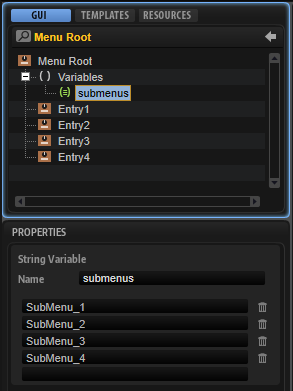 GUI TEMPLATES RESOURCES
Menu Root
Menu Root
Variables
submenus
Entry1
Entry2
Entry3
Entry4
PROPERTIES
String Variable
Name submenus
SubMenu_1
SubMenu_2
SubMenu_3
SubMenu_4